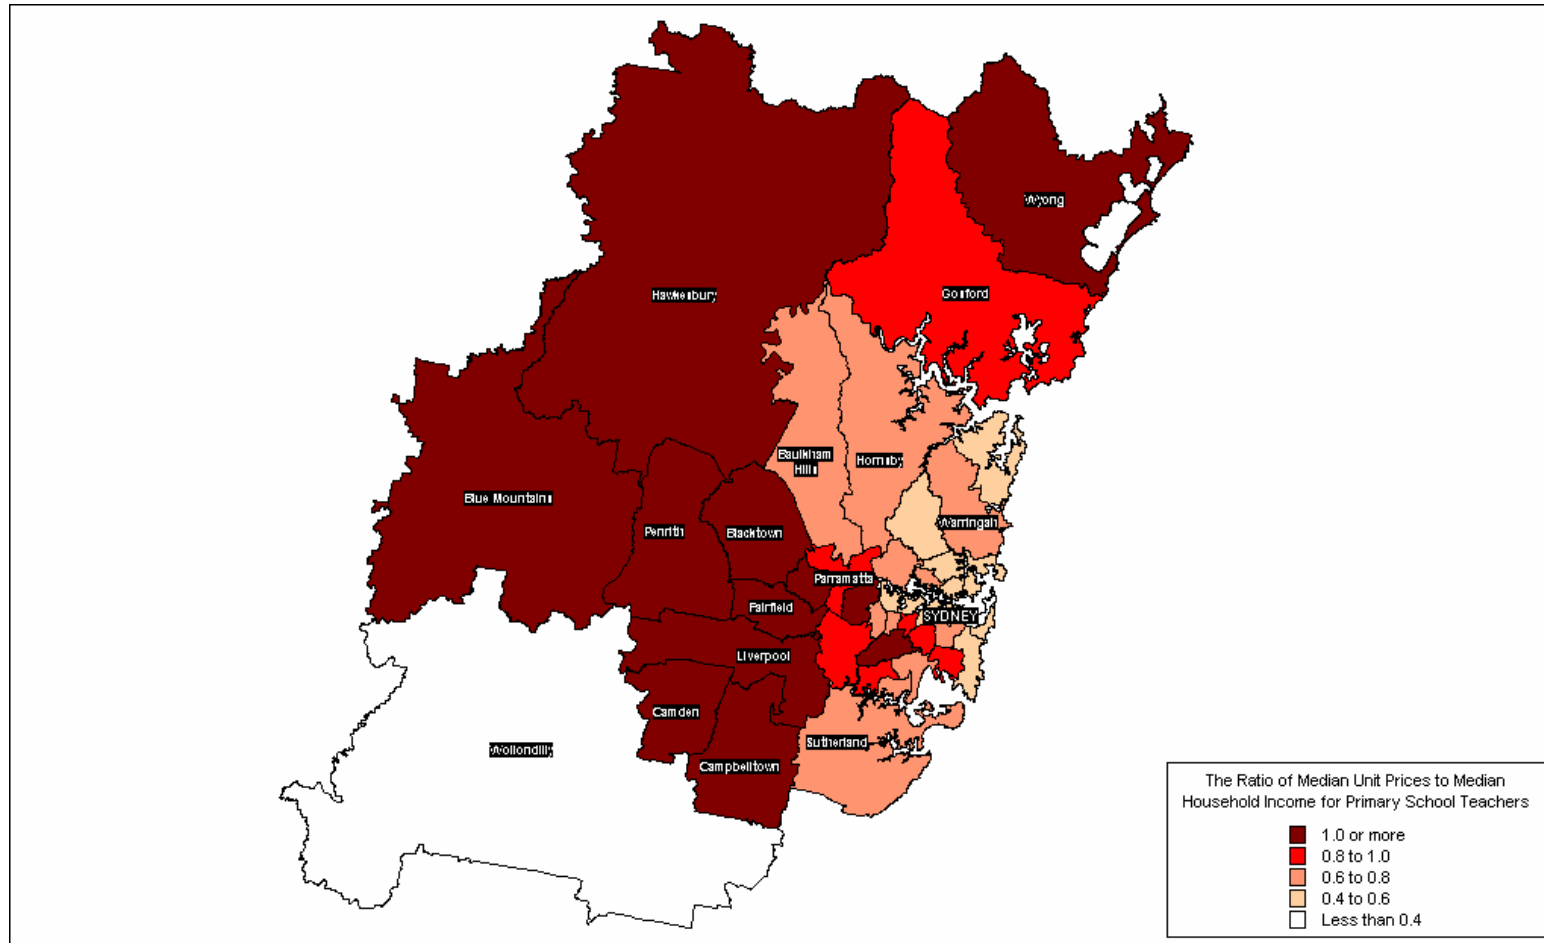 Wyong
Hawkesbury
Gosford
Baulkham
Hills
Hornsby
Blue Mountains
Penrith
Blacktown
Warringah
Parramatta
Fairfield
SYDNEY
Liverpool
Camden
Wollondilly
Sutherland
Campbelltown
The Ratio of Median Unit Prices to Median
Household Income for Primary School Teachers
1.0 or more
0.8 to 1.0
0.6 to 0.8
0.4 to 0.6
Less than 0.4